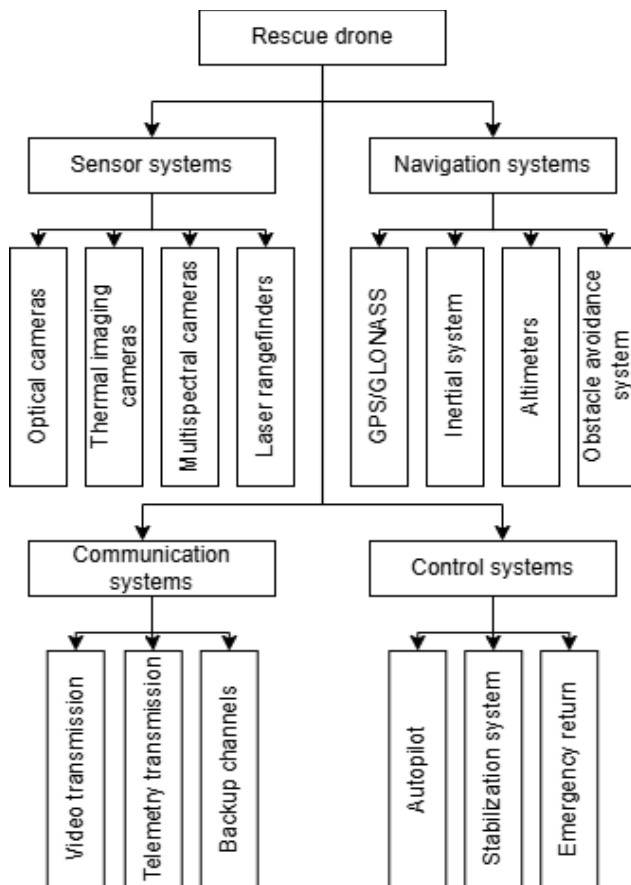 Rescue drone
Sensor systems
Navigation systems
Optical cameras
Thermal imaging
cameras
Multispectral cameras
Laser rangefinders
GPS/GLONASS
Inertial system
Altimeters
Obstacle avoidance
system
Communication
systems
Control systems
Video transmission
Telemetry transmission
Backup channels
Autopilot
Stabilization system
Emergency return